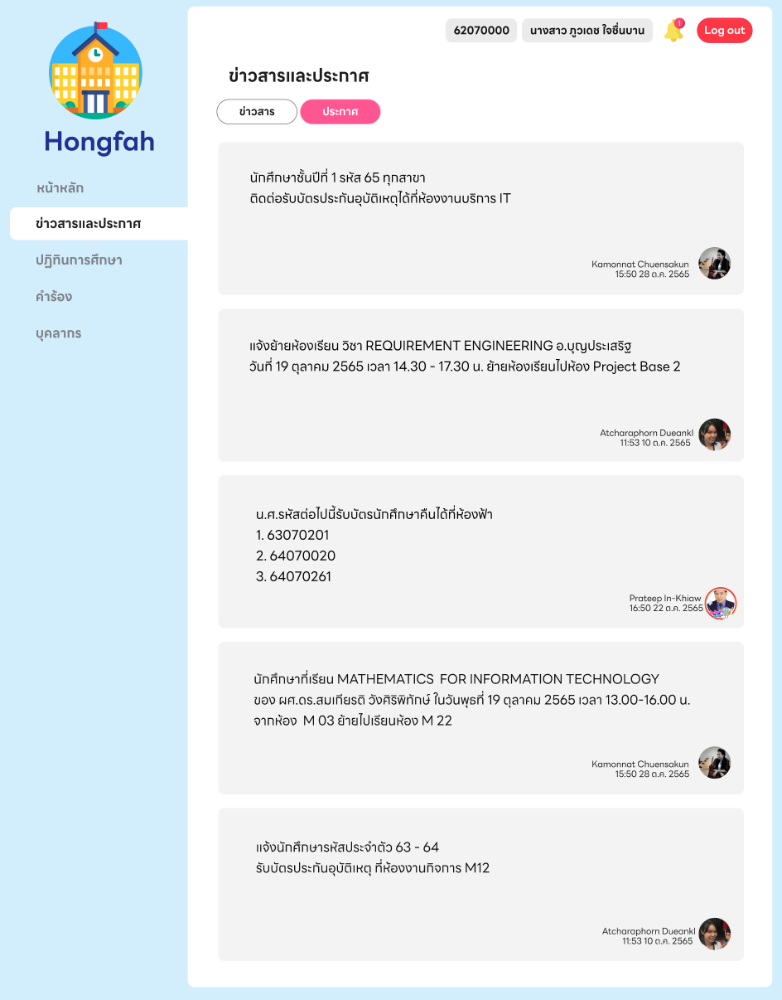 62070000
นางสาว ภูวเดช ใจชื่นบาน
1
Log out
Hongfah
หน้าหลัก
ข่าวสารและประกาศ
ปฏิทินการศึกษา
คำร้อง
บุคลากร
ข่าวสารและประกาศ
ข่าวสาร
ประกาศ
นักศึกษาชั้นปีที่ 1 รหัส 65 ทุกสาขา
ติดต่อรับบัตรประกันอุบัติเหตุได้ที่ห้องงานบริการ IT
Kamonnat Chuensakun
15:50 28 ต.ค. 2565
แจ้งย้ายห้องเรียน วิชา REQUIREMENT ENGINEERING อ.บุญประเสริฐ
วันที่ 19 ตุลาคม 2565 เวลา 14.30 - 17.30 น. ย้ายห้องเรียนไปห้อง Project Base 2
Atcharaphorn Dueankl
11:53 10 ต.ค. 2565
น.ศ.รหัสต่อไปนี้รับบัตรนักศึกษาคืนได้ที่ห้องฟ้า
1. 63070201
2. 64070020
3. 64070261
Prateep In-Khiaw
16:50 22 ต.ค. 2565
นักศึกษาที่เรียน MATHEMATICS  FOR INFORMATION TECHNOLOGY
ของ ผศ.ดร.สมเกียรติ วังศิริพิทักษ์ ในวันพุธที่ 19 ตุลาคม 2565 เวลา 13.00-16.00 น.
จากห้อง  M 03 ย้ายไปเรียนห้อง M 22
Kamonnat Chuensakun
15:50 28 ต.ค. 2565
แจ้งนักศึกษารหัสประจำตัว 63 - 64
รับบัตรประกันอุบัติเหตุ ที่ห้องงานกิจการ M12
Atcharaphorn Dueankl
11:53 10 ต.ค. 2565